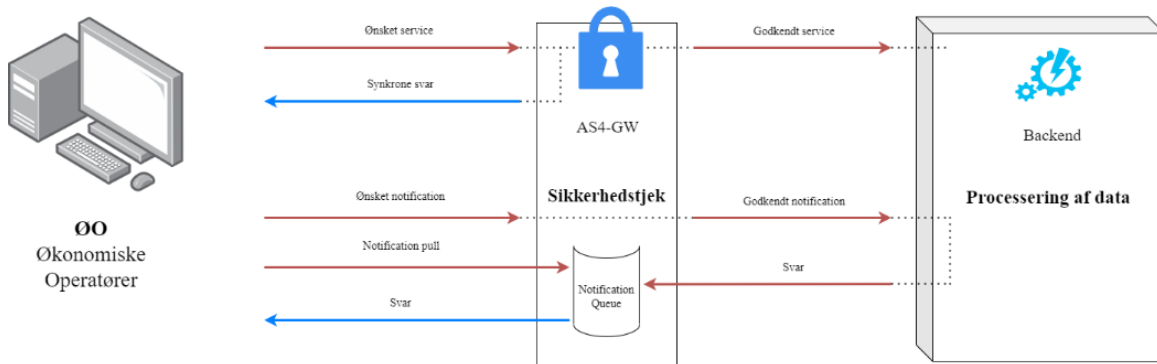 Ønsket service
Godkendt service
Synkrone svar
AS4-GW
Backend
Ønsket notification
Sikkerhedstjek
Godkendt notification
Processering af data
ØO
Økonomiske
Operatører
Notification pull
Svar
Notification
Queue
Svar